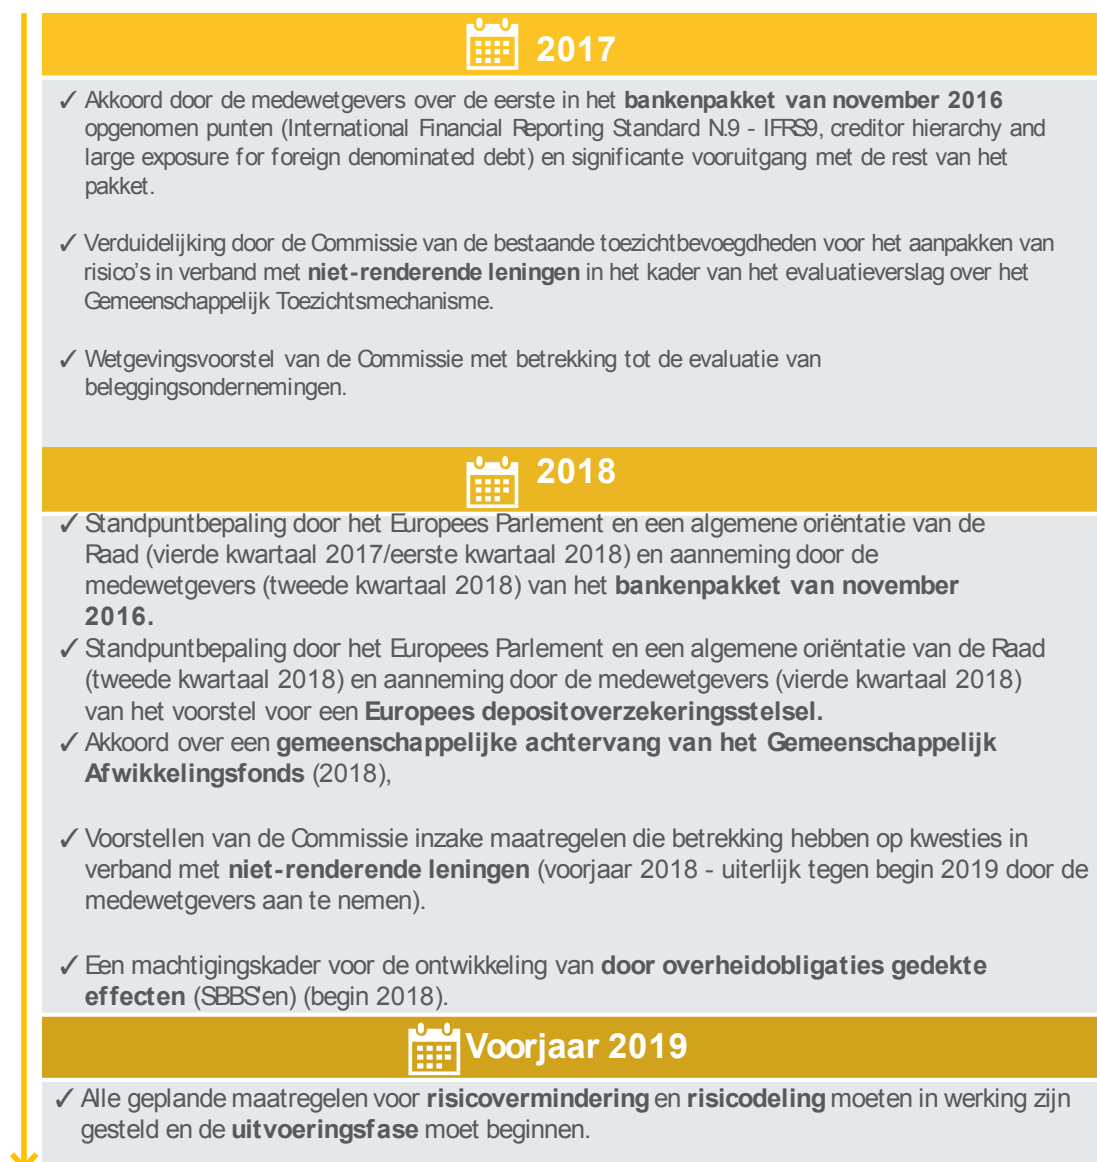 2017
✓ Akkoord door de medewetgevers over de eerste in het bankenpakket van november 2016
opgenomen punten (International Financial Reporting Standard N.9 - IFRS9, creditor hierarchy and
large exposure for foreign denominated debt) en significante vooruitgang met de rest van het
pakket.
✓ Verduidelijking door de Commissie van de bestaande toezichtbevoegdheden voor het aanpakken van
risico's in verband met niet-renderende leningen in het kader van het evaluatieverslag over het
Gemeenschappelijk Toezichtsmechanisme.
✓ Wetgevingsvoorstel van de Commissie met betrekking tot de evaluatie van
beleggingsondernemingen.
2018
✓ Standpuntbepaling door het Europees Parlement en een algemene oriëntatie van de
Raad (vierde kwartaal 2017/eerste kwartaal 2018) en aanneming door de
medewetgevers (tweede kwartaal 2018) van het bankenpakket van november
2016.
✓ Standpuntbepaling door het Europees Parlement en een algemene oriëntatie van de Raad
(tweede kwartaal 2018) en aanneming door de medewetgevers (vierde kwartaal 2018)
van het voorstel voor een Europees depositoverzekeringsstelsel.
✓ Akkoord over een gemeenschappelijke achtervang van het Gemeenschappelijk
Afwikkelingsfonds (2018),
✓ Voorstellen van de Commissie inzake maatregelen die betrekking hebben op kwesties in
verband met niet-renderende leningen (voorjaar 2018 - uiterlijk tegen begin 2019 door de
medewetgevers aan te nemen).
✓ Een machtigingskader voor de ontwikkeling van door overheidobligaties gedekte
effecten (SBBS'en) (begin 2018).
Voorjaar 2019
✓ Alle geplande maatregelen voor risicovermindering en risicodeling moeten in werking zijn
gesteld en de uitvoeringsfase moet beginnen.